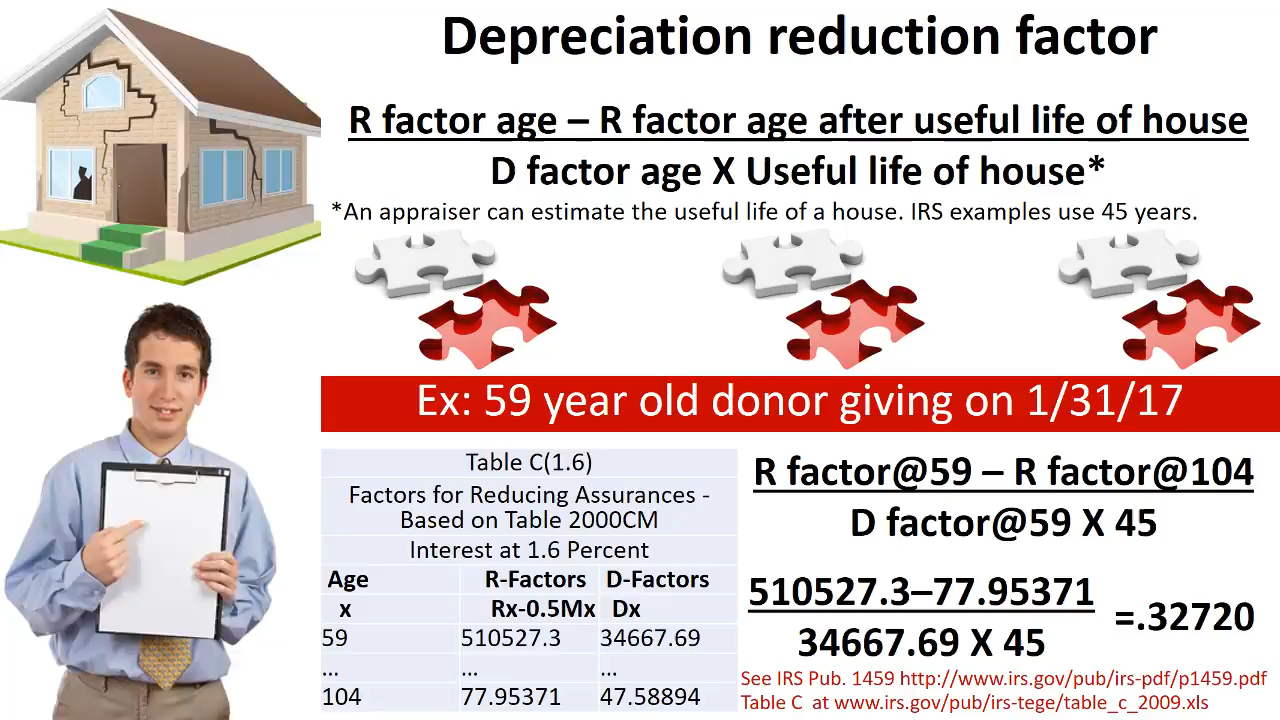 Depreciation reduction factor
R factor age – R factor age after useful life of house
D factor age X Useful life of house*
*An appraiser can estimate the useful life of a house. IRS examples use 45 years.
Ex: 59 year old donor giving on 1/31/17
Table C(1.6)
Factors for Reducing Assurances -
Based on Table 2000CM
Interest at 1.6 Percent
Age R-Factors D-Factors
x Rx-0.5Mx Dx
59 510527.3 34667.69
... ... ...
104 77.95371 47.58894
R factor@59 – R factor@104
D factor@59 X 45
510527.3–77.95371
34667.69 X 45
=.32720
See IRS Pub. 1459 http://www.irs.gov/pub/irs-pdf/p1459.pdf
Table C at www.irs.gov/pub/irs-tege/table_c_2009.xls